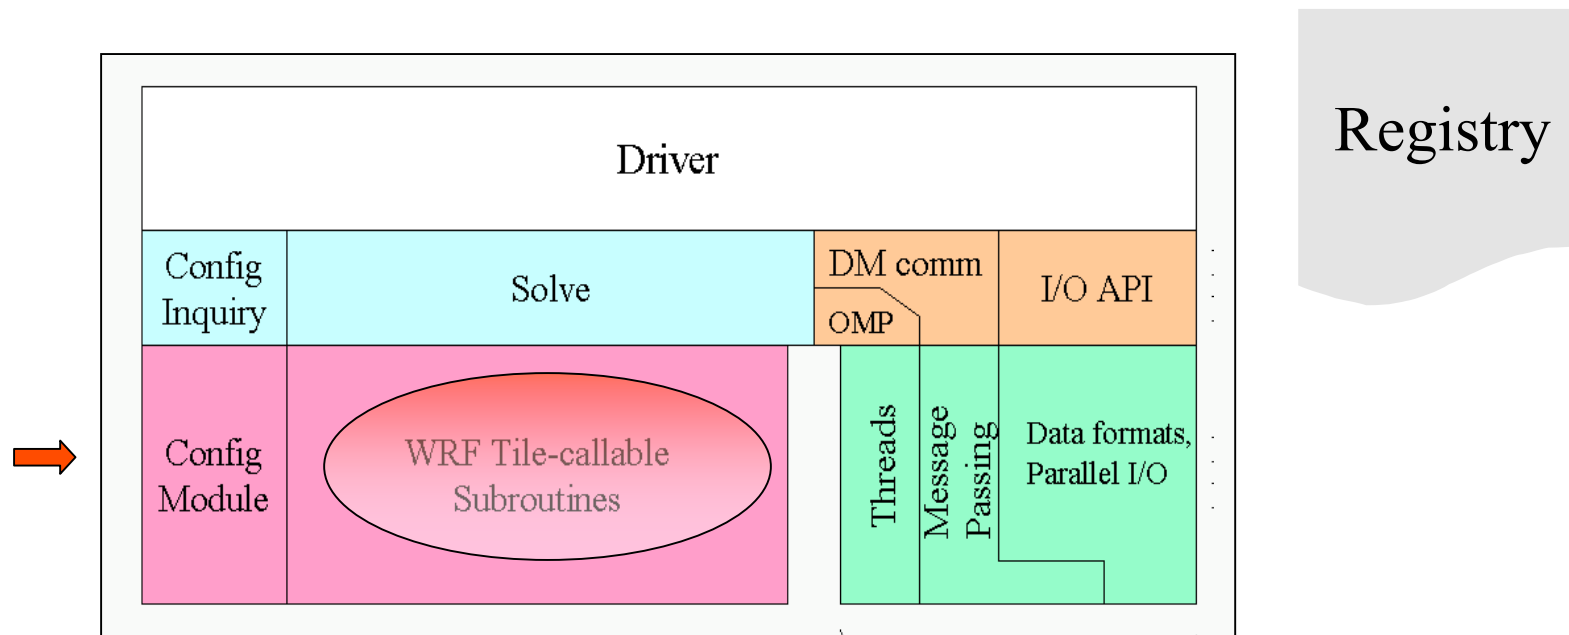 Registry
Driver
Config
Inquiry
Solve
DM comm
OMP
I/O API
Config
Module
WRF Tile-callable
Subroutines
Threads
Message
Passing
Data formats,
Parallel I/O